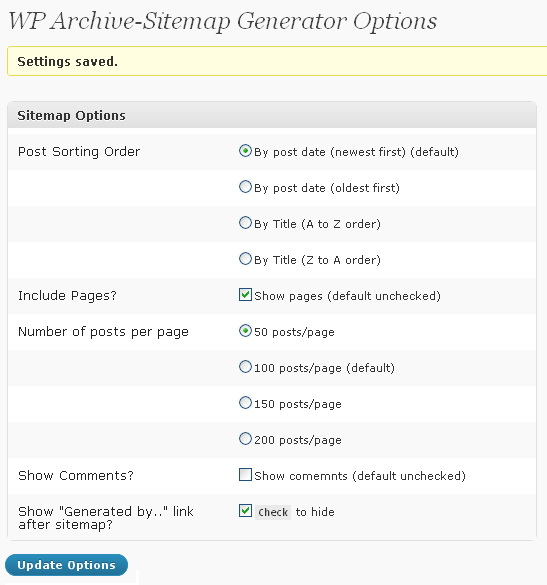 WP Archive-Sitemap Generator Options
Settings saved.
Sitemap Options
Post Sorting Order
By post date (newest first) (default)
By post date (oldest first)
By Title (A to Z order)
By Title (Z to A order)
Include Pages?
Show pages (default unchecked)
Number of posts per page
50 posts/page
100 posts/page (default)
150 posts/page
200 posts/page
Show Comments?
Show comemnts (default unchecked)
Show "Generated by.." link
after sitemap?
Check to hide
Update Options